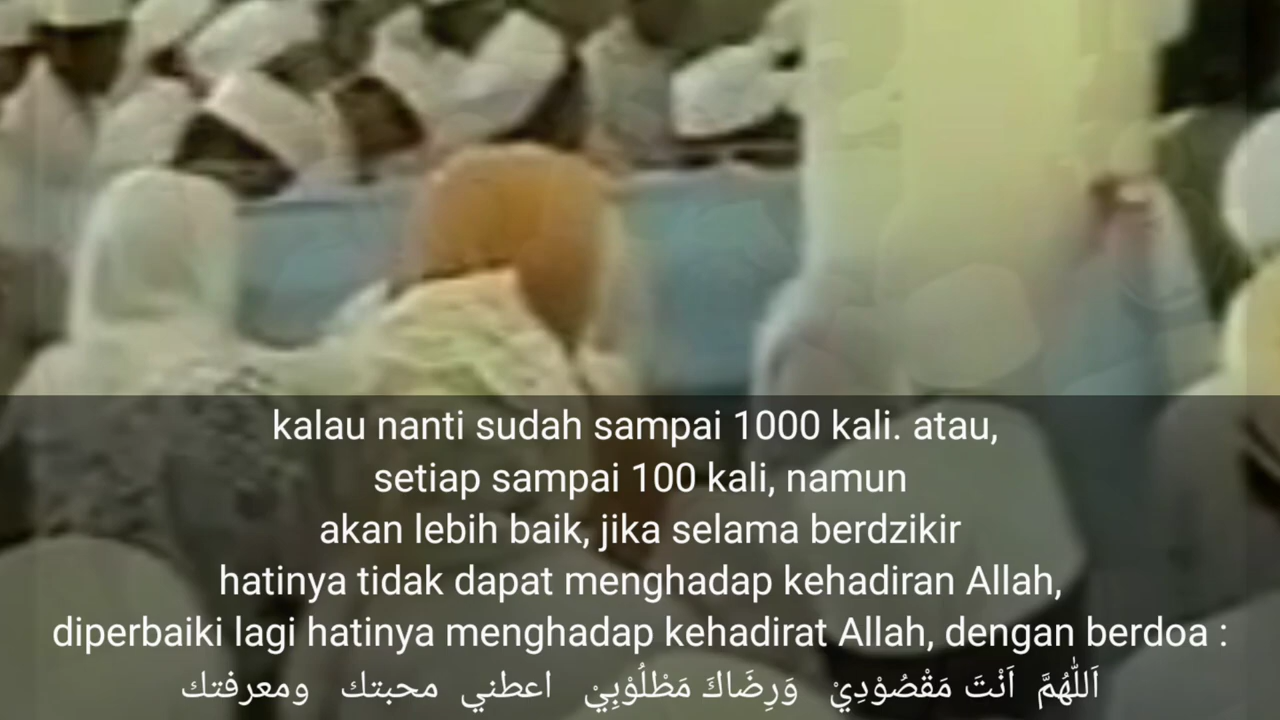 kalau nanti sudah sampai 1000 kali. atau,
setiap sampai 100 kali, namun
akan lebih baik, jika selama berdzikir
hatinya tidak dapat menghadap kehadiran Allah,
diperbaiki lagi hatinya menghadap kehadirat Allah, dengan berdoa :
اَللّٰهُمَّ اَنْتَ مَقْصُوْدِيْ وَرِضَاكَ مَطْلُوْبِيْ اعطني محبتك ومعرفتك